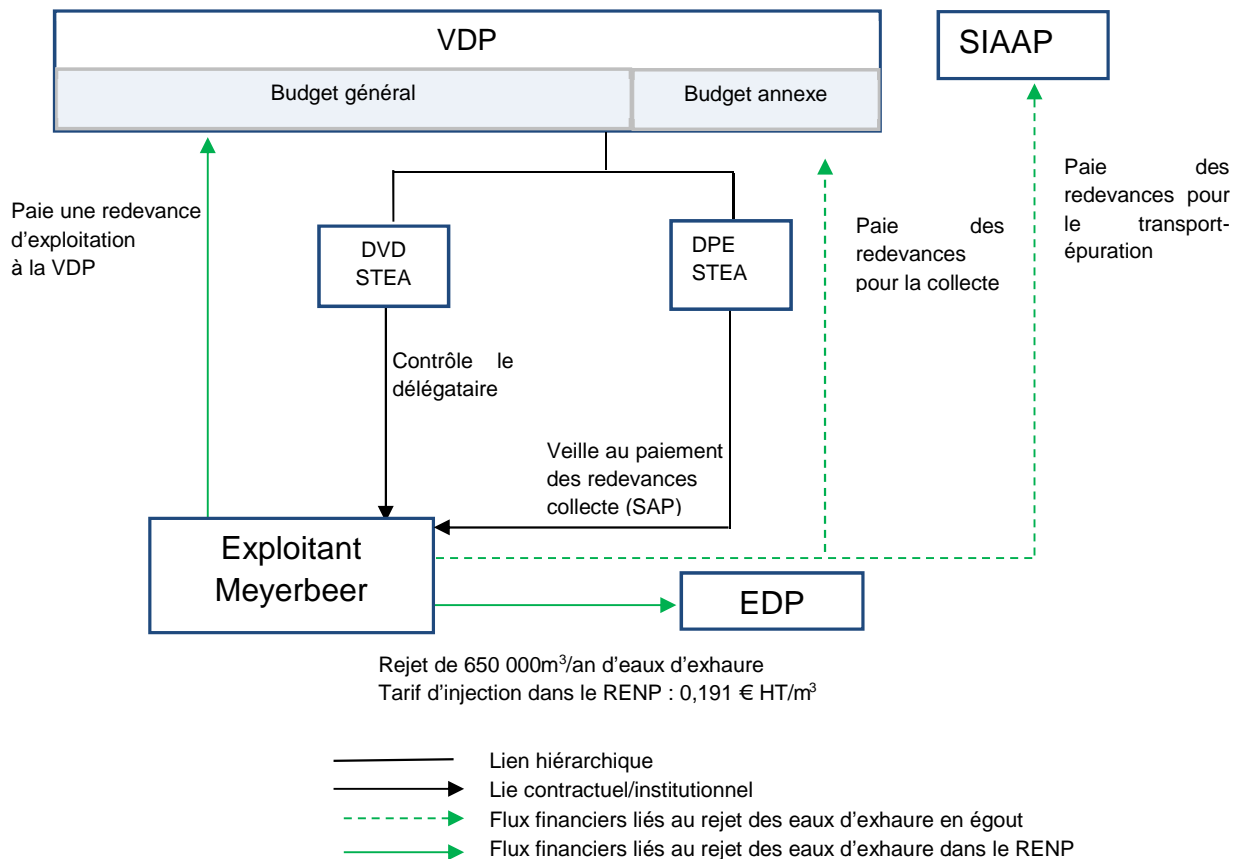 VDP
SIAAP
Budget général
Budget annexe
Paie une redevance
d'exploitation
à la VDP
DVD
STEA
DPE
STEA
Paie des
redevances
pour la collecte
Paie des
redevances pour
le transport-
épuration
Contrôle le
délégataire
Veille au paiement
des redevances
collecte (SAP)
Exploitant
Meyerbeer
EDP
Rejet de 650 000m³/an d'eaux d'exhaure
Tarif d'injection dans le RENP : 0,191 € HT/m³
Lien hiérarchique
Lie contractuel/institutionnel
Flux financiers liés au rejet des eaux d'exhaure en égout
Flux financiers liés au rejet des eaux d'exhaure dans le RENP